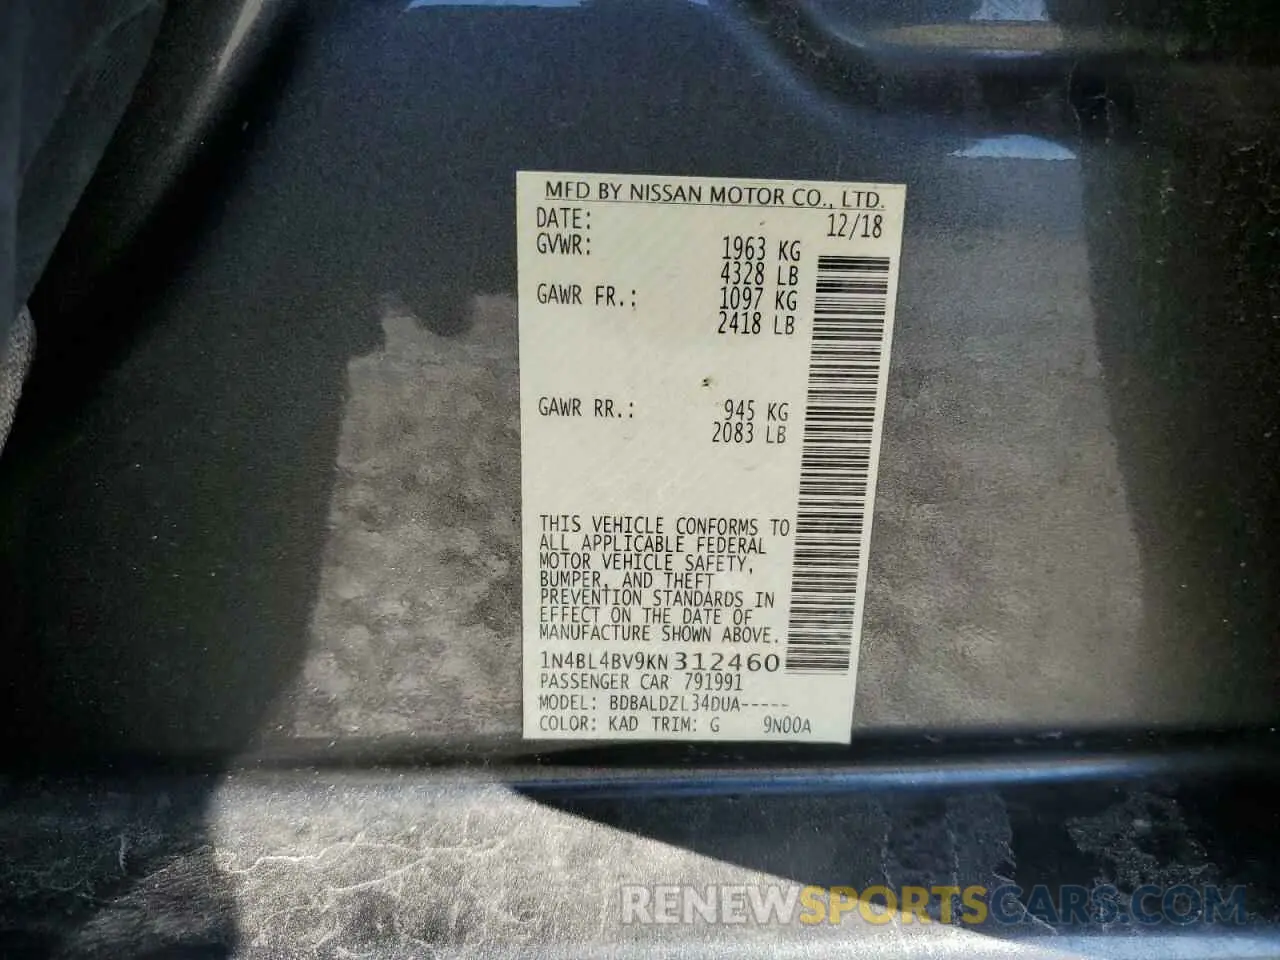 MFD BY NISSAN MOTOR CO., LTD.
DATE: 12/18
GVWR: 1963 KG
4328 LB
GAWR FR.: 1097 KG
2418 LB
GAWR RR.: 945 KG
2083 LB
THIS VEHICLE CONFORMS TO
ALL APPLICABLE FEDERAL
MOTOR VEHICLE SAFETY,
BUMPER, AND THEFT
PREVENTION STANDARDS IN
EFFECT ON THE DATE OF
MANUFACTURE SHOWN ABOVE.
1N4BL4BV9KN312460
PASSENGER CAR 791991
MODEL: BDBALDZL34DUA-----
COLOR: KAD TRIM: G 9N00A
RENEWSPORTSCARS.COM